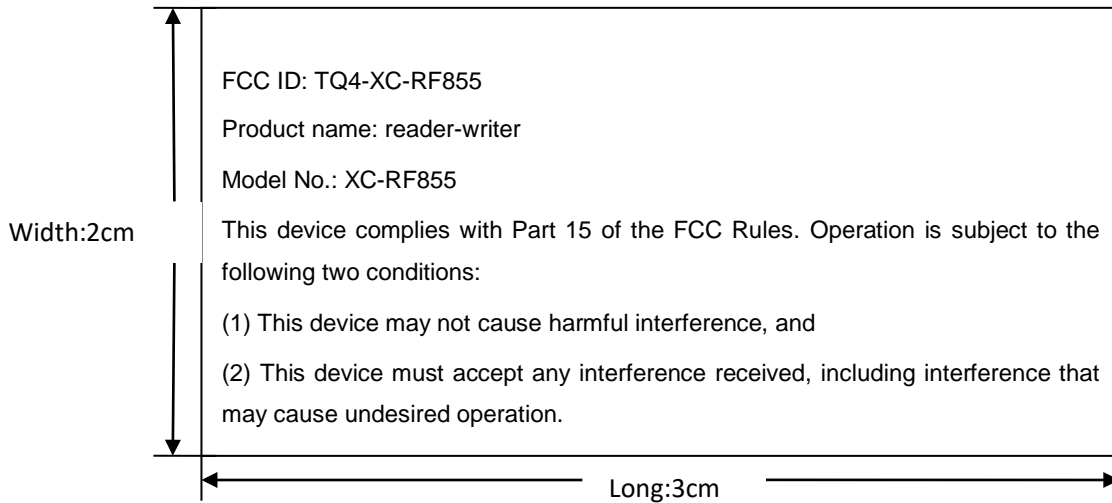 FCC ID: TQ4-XC-RF855
Product name: reader-writer
Model No.: XC-RF855
Width:2cm
This device complies with Part 15 of the FCC Rules. Operation is subject to the
following two conditions:
(1) This device may not cause harmful interference, and
(2) This device must accept any interference received, including interference that
may cause undesired operation.
Long:3cm